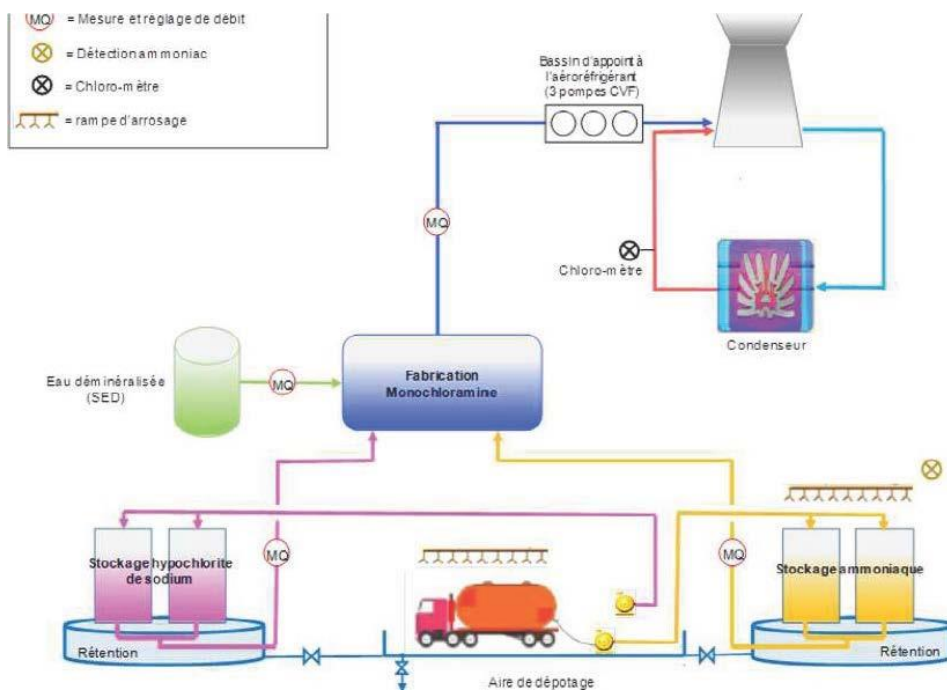 MQ = Mesure et réglage de débit
= Détection ammoniac
= Chloro-mètre
= rampe d'arrosage
Bassin d'appoint à
l'aéroréfrigérant
(3 pompes CVF)
MQ
Chloro-mètre
Condenseur
Eau déminéralisée
(SED)
MQ
Fabrication
Monochloramine
Stockage hypochlorite
de sodium
MQ
MQ
Stockage ammoniaque
Rétention
Rétention
Aire de dépotage